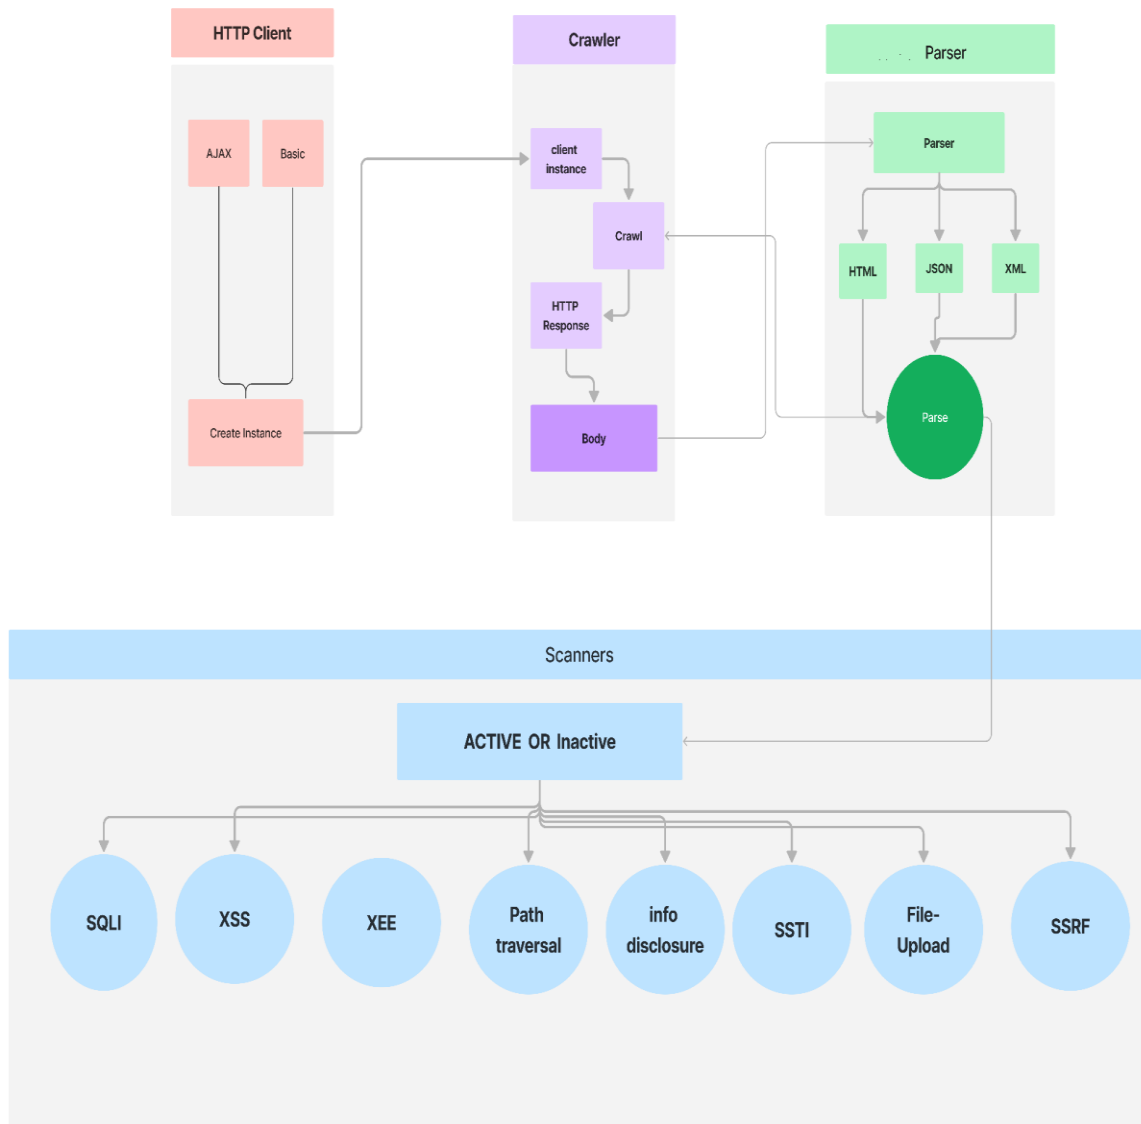 HTTP Client
Crawler
Parser
AJAX
Basic
Create Instance
client
instance
Crawl
HTTP
Response
Body
Parser
HTML
JSON
XML
Parse
Scanners
ACTIVE OR Inactive
SQLI
XSS
XEE
Path
traversal
info
disclosure
SSTI
File-
Upload
SSRF